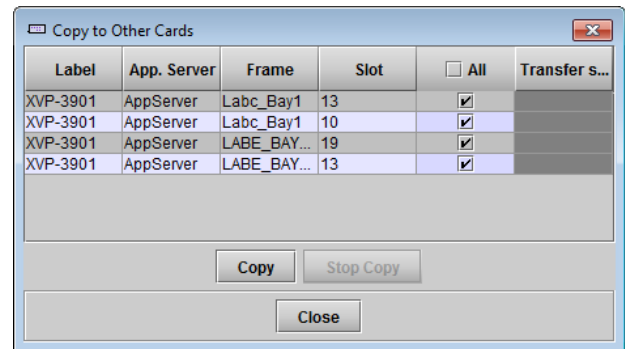 Copy to Other Cards
Label App. Server Frame Slot All Transfer s...
XVP-3901 AppServer Labc_Bay1 13
XVP-3901 AppServer Labc_Bay1 10
XVP-3901 AppServer LABE_BAY... 19
XVP-3901 AppServer LABE_BAY... 13
Copy Stop Copy
Close